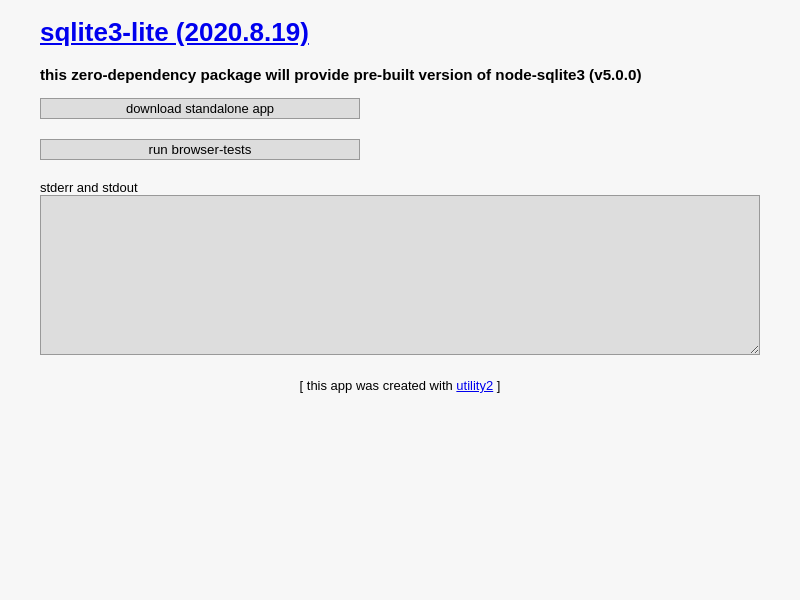 sqlite3-lite (2020.8.19)
this zero-dependency package will provide pre-built version of node-sqlite3 (v5.0.0)
download standalone app
run browser-tests
stderr and stdout
[ this app was created with utility2 ]